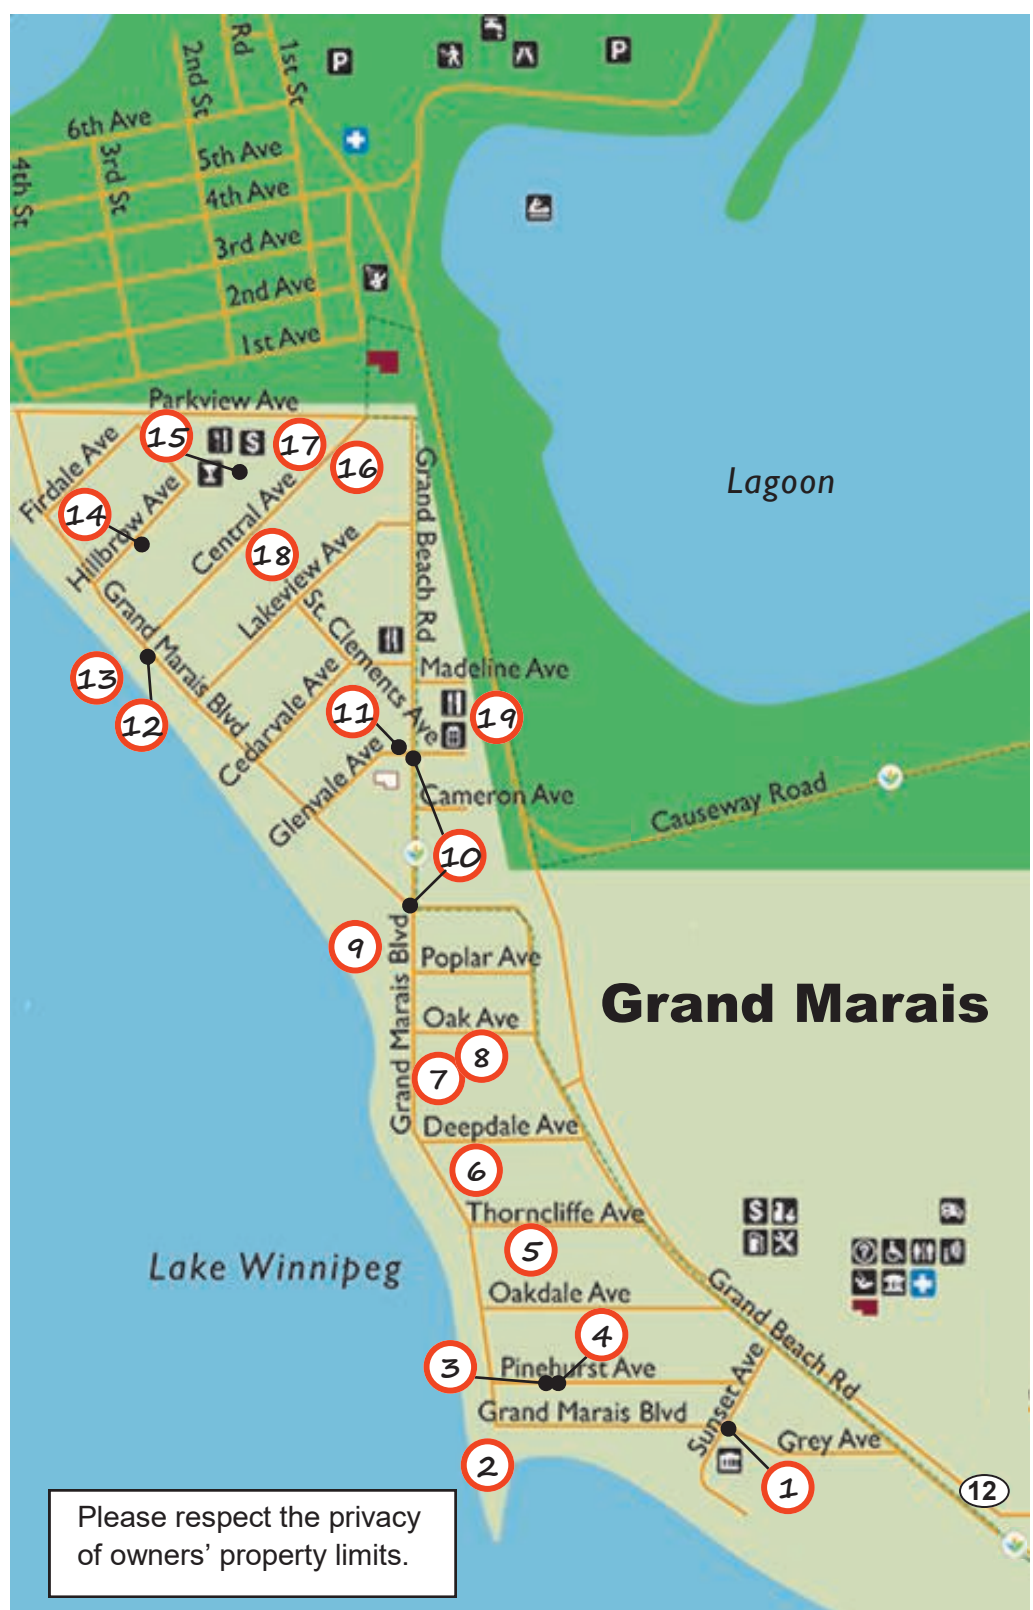 2nd St
Rd
1st St
P
P
6th Ave
3rd St
4th St
5th Ave
4th Ave
3rd Ave
2nd Ave
1st Ave
Parkview Ave
15
$
17
16
Firdale Ave
14
Hillbrow Ave
Central Ave
18
Lakeview Ave
Grand Beach Rd
Lagoon
Grand Marais Blvd
St. Clements Ave
Madeline Ave
13
12
Cedarvale Ave
11
19
Glenvale Ave
Cameron Ave
Causeway Road
10
9
Grand Marais Blvd
Poplar Ave
Grand Marais
Oak Ave
8
7
Deepdale Ave
6
Thorncliffe Ave
5
$
?
Lake Winnipeg
Oakdale Ave
Grand Beach Rd
4
3
Pinehurst Ave
Sunset Ave
Grand Marais Blvd
Grey Ave
2
1
12
Please respect the privacy
of owners' property limits.